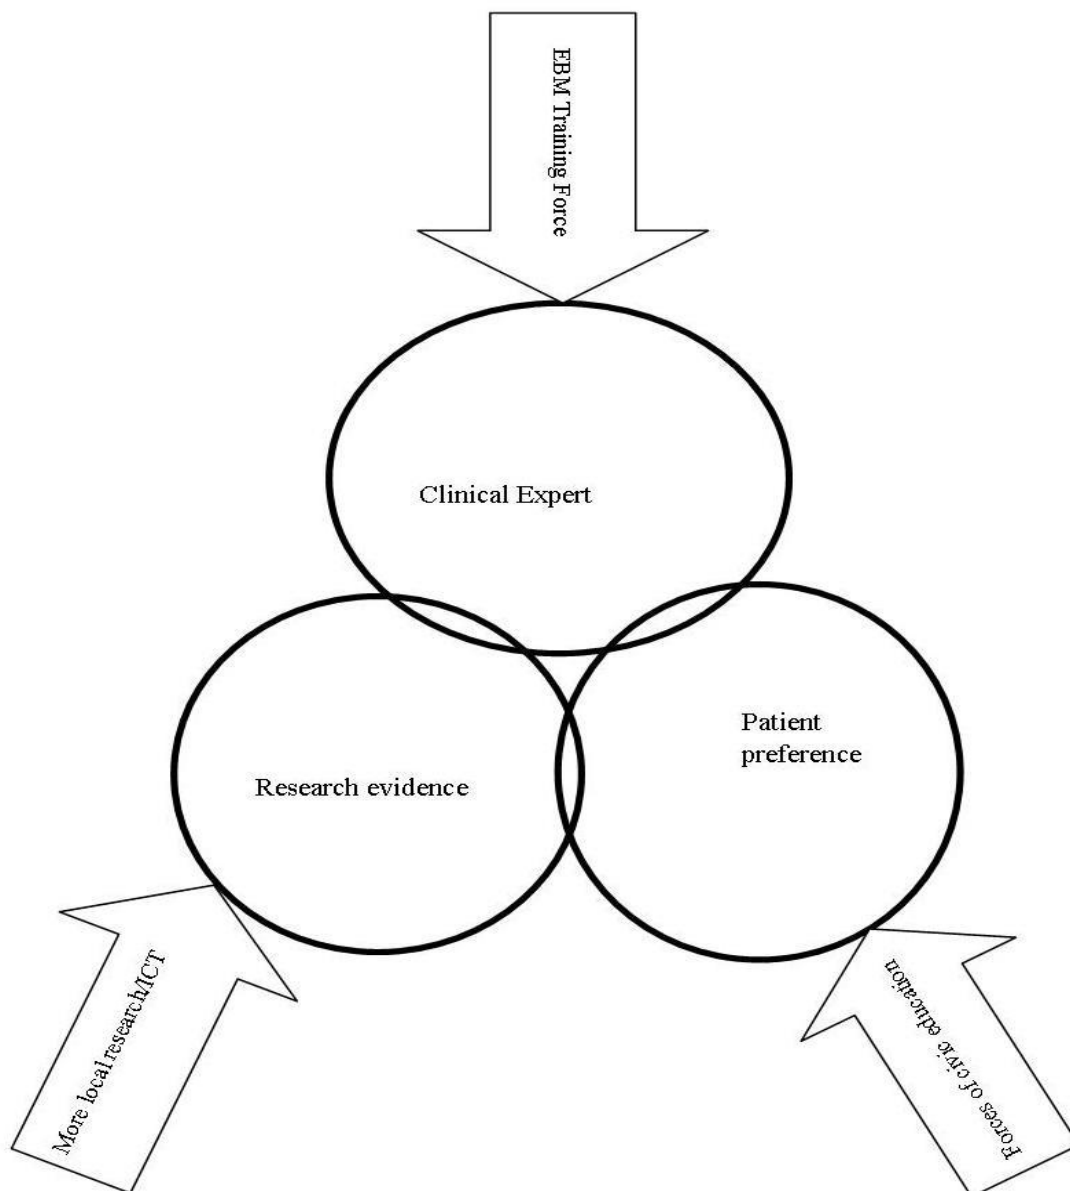 EBM Training Force
Clinical Expert
Patient
preference
Research evidence
More local research/ICT
Forces of civic education